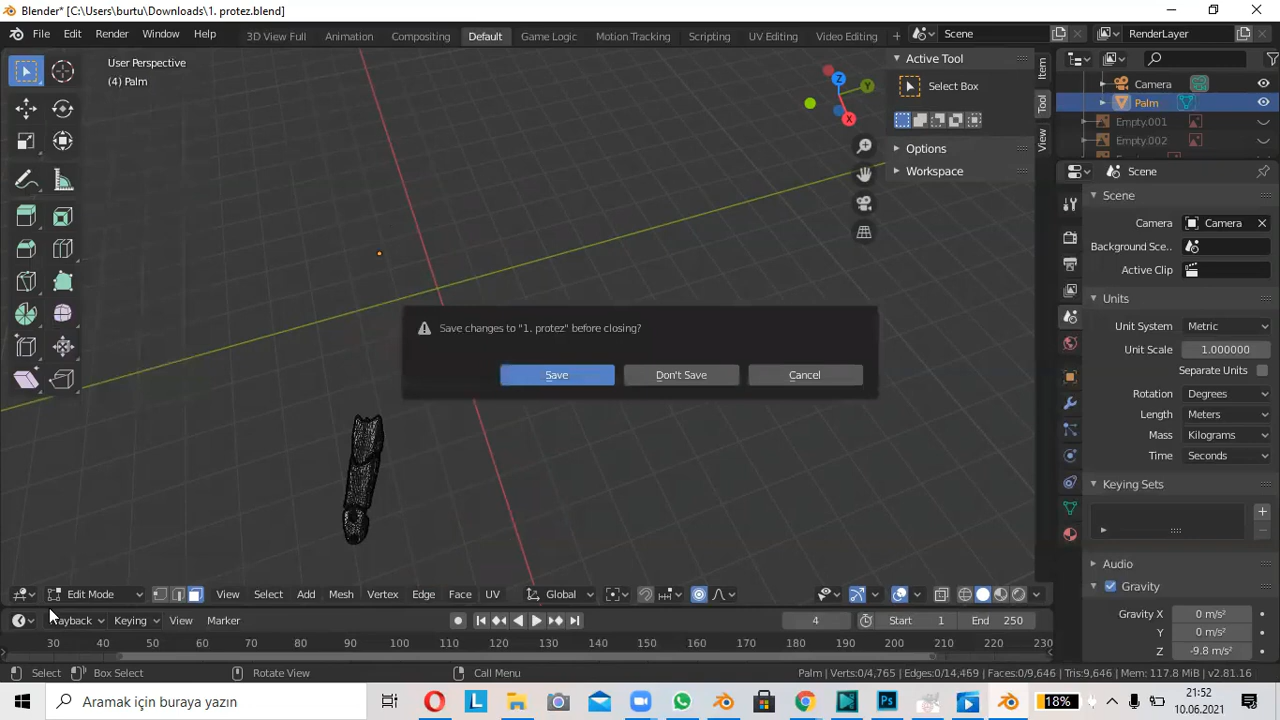 Blender* [C:\Users\burtu\Downloads\1. protez.blend]
File Edit Render Window Help
3D View Full Animation Compositing Default Game Logic Motion Tracking Scripting UV Editing Video Editing + Scene RenderLayer
User Perspective
(4) Palm
Active Tool
Select Box
Options
Workspace
Item
Tool
View
Z
Y
X
Camera
Palm
Empty.001
Empty.002
Scene
Scene
Camera Camera
Background Sce..
Active Clip
Units
Unit System Metric
Unit Scale 1.000000
Separate Units
Rotation Degrees
Length Meters
Mass Kilograms
Time Seconds
Keying Sets
Audio
Gravity
Gravity X 0 m/s²
Y 0 m/s²
Z -9.8 m/s²
Save changes to "1. protez" before closing?
Save Don't Save Cancel
Edit Mode View Select Add Mesh Vertex Edge Face UV Global
Playback Keying View Marker 4 Start 1 End 250
30 40 50 60 70 80 90 100 110 120 130 140 150 160 170 180 190 200 210 220 230
Select Box Select Rotate View Call Menu Palm | Verts:0/4,765 | Edges:0/14,469 | Faces:0/9,646 | Tris:9,646 | Mem: 117.8 MiB | v2.81.16
Aramak için buraya yazın 18% 21:52
10.06.2021